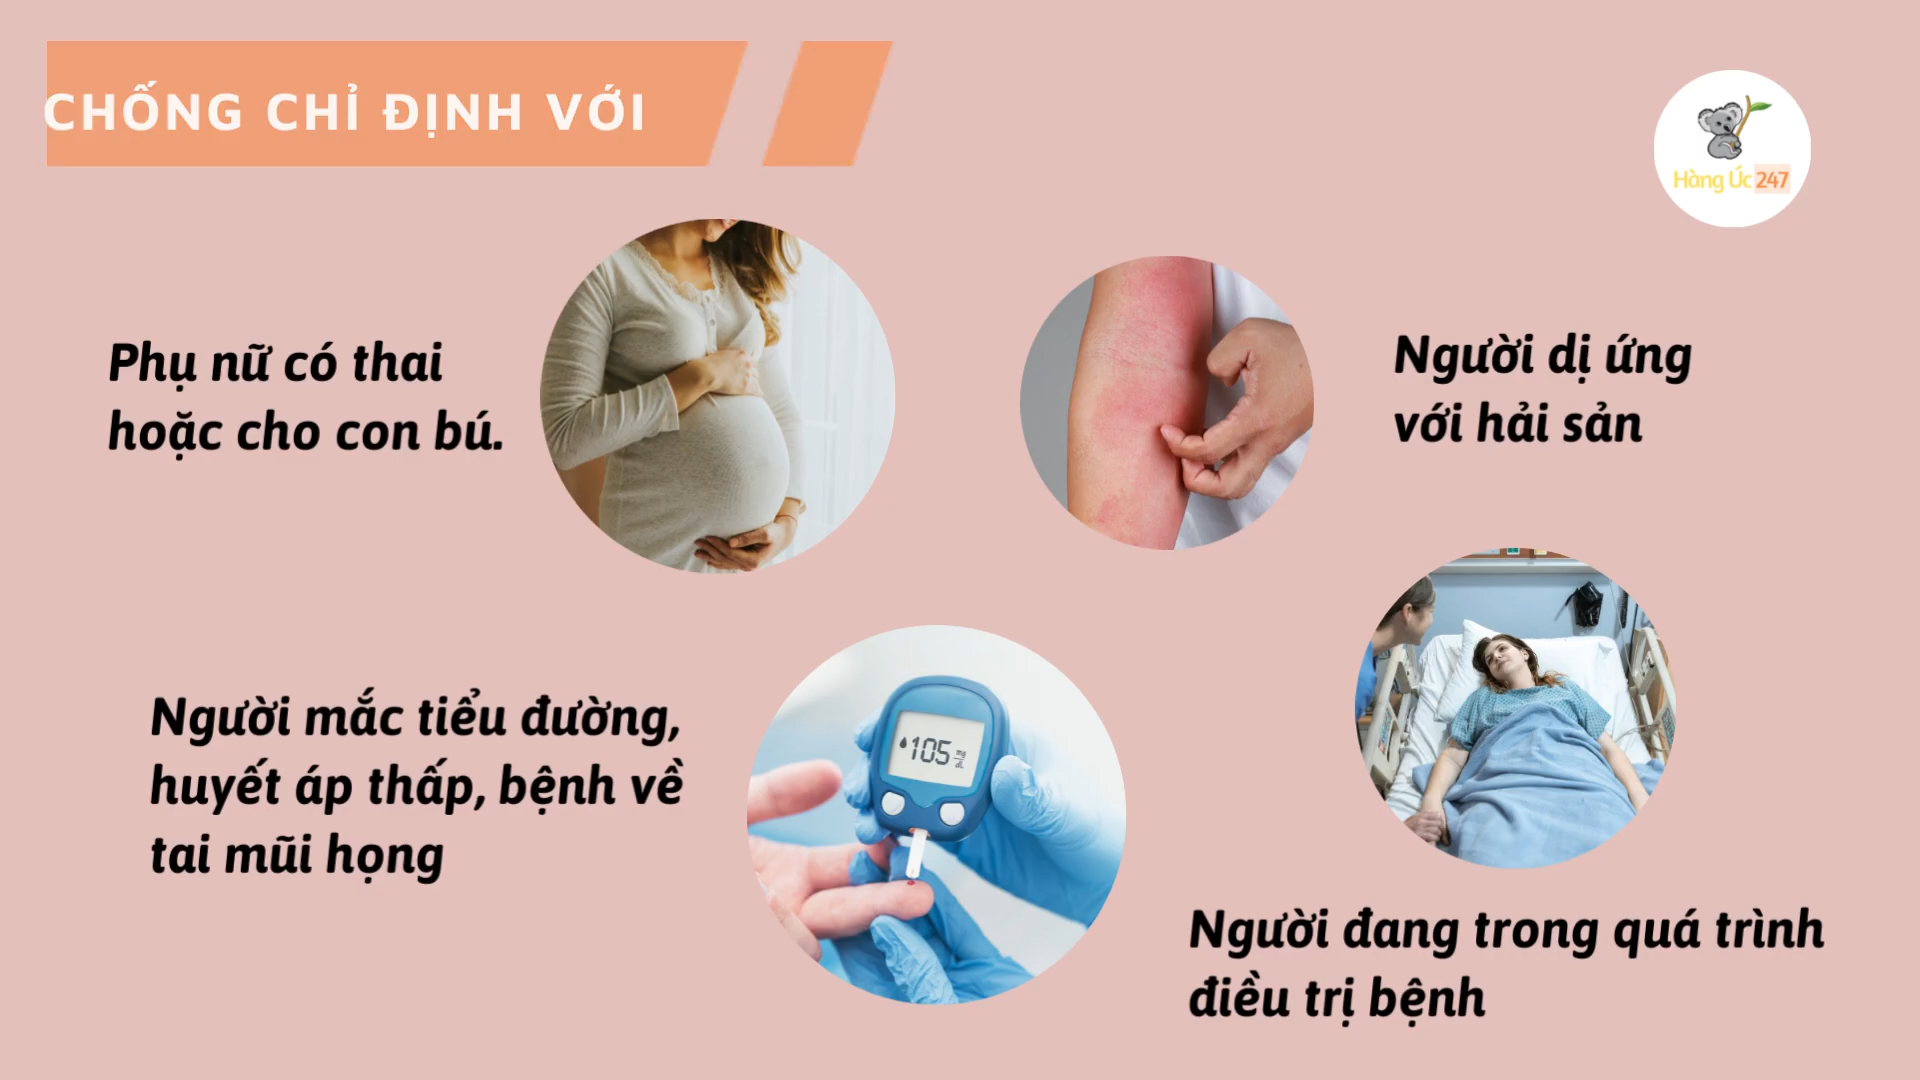 CHỐNG CHỈ ĐỊNH VỚI
Hàng Úc 247
Phụ nữ có thai
hoặc cho con bú.
Người dị ứng
với hải sản
Người mắc tiểu đường,
huyết áp thấp, bệnh về
tai mũi họng
105
Người đang trong quá trình
điều trị bệnh